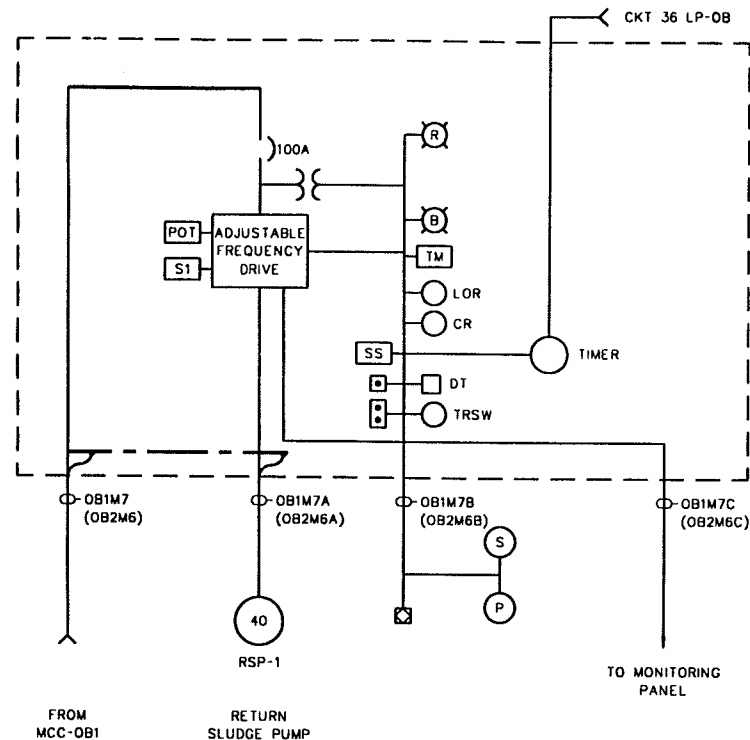 CKT 36 LP-OB
R
100A
B
POT
ADJUSTABLE
FREQUENCY
DRIVE
TM
S1
LOR
CR
SS
TIMER
DT
TRSW
OB1M7
(OB2M6)
OB1M7A
(OB2M6A)
OB1M7B
(OB2M6B)
OB1M7C
(OB2M6C)
S
P
40
RSP-1
TO MONITORING
PANEL
FROM
MCC-OB1
RETURN
SLUDGE PUMP